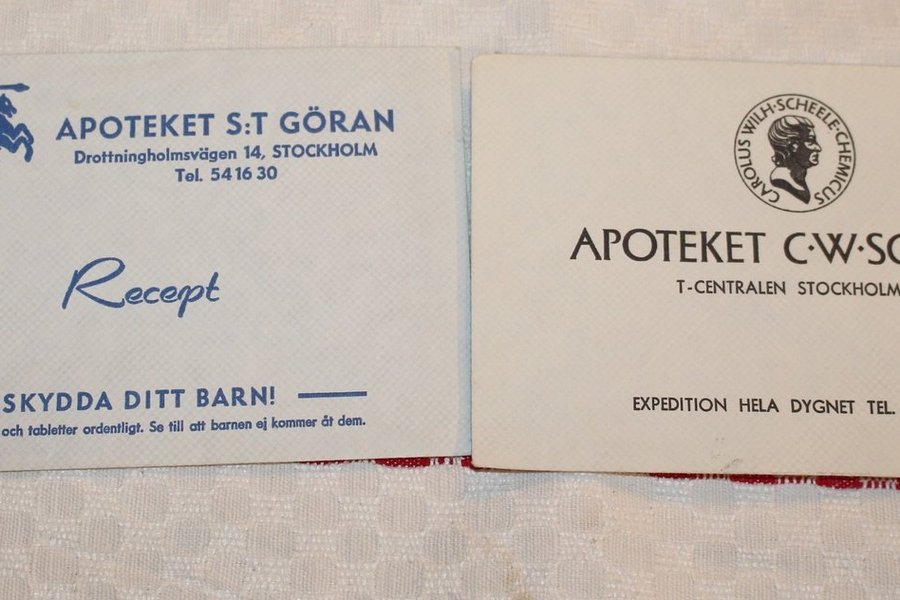 APOTEKET S:T GÖRAN
Drottningholmsvägen 14, STOCKHOLM
Tel. 54 16 30
Recept
SKYDDA DITT BARN!
och tabletter ordentligt. Se till att barnen ej kommer åt dem.
CAROLUS WILH·SCHEELE·CHEMICUS
APOTEKET C·W·SC
T-CENTRALEN STOCKHOLM
EXPEDITION HELA DYGNET TEL.